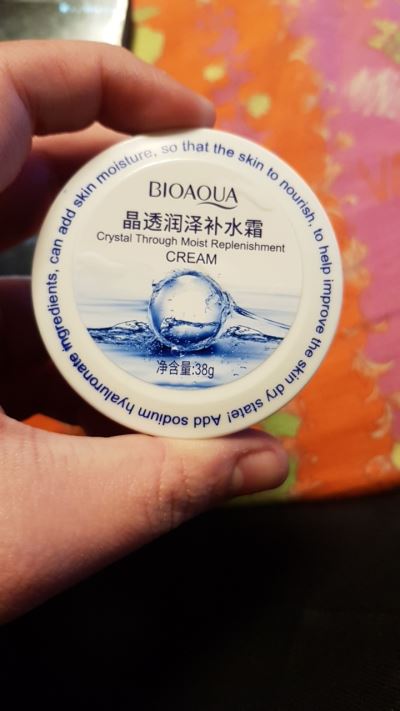 BIOAQUA
晶透润泽补水霜
Crystal Through Moist Replenishment
CREAM
净含量:38g
Add sodium hyaluronate ingredients, can add skin moisture, so that the skin to nourish, to help improve the skin dry state!